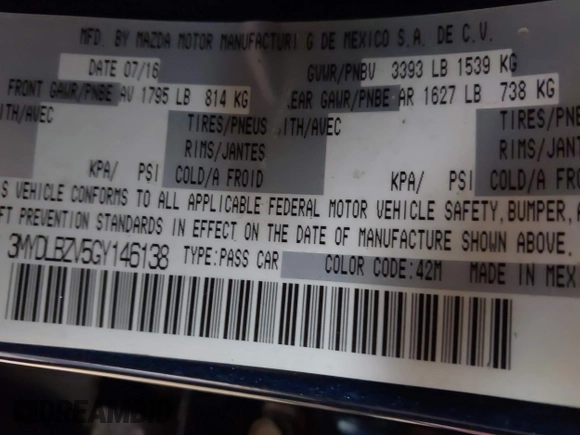 MFD. BY MAZDA MOTOR MANUFACTURI G DE MEXICO S.A. DE C.V.
DATE 07/16 GVWR/PNBV 3393 LB 1539 KG
FRONT GAWR/PNBE AV 1795 LB 814 KG EAR GAWR/PNBE AR 1627 LB 738 KG
ITH/AVEC TIRES/PNEUS ITH/AVEC TIRES/PNE
RIMS/JANTES RIMS/JANT
KPA/ PSI COLD/A FROID KPA/ PSI COLD/A F
S VEHICLE CONFORMS TO ALL APPLICABLE FEDERAL MOTOR VEHICLE SAFETY,BUMPER,A
FT PREVENTION STANDARDS IN EFFECT ON THE DATE OF MANUFACTURE SHOWN ABOVE.
3MYDLBZV5GY146138 TYPE:PASS CAR COLOR CODE:42M MADE IN MEX
DREAMBID